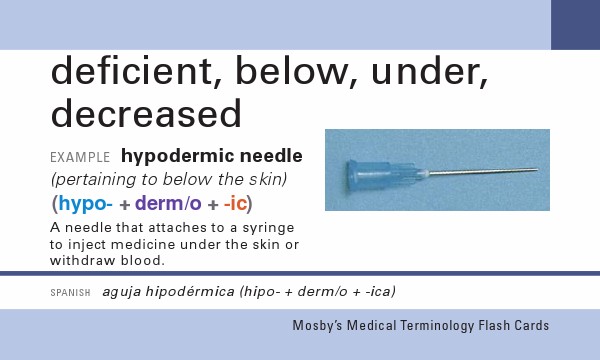 deficient, below, under,
decreased
EXAMPLE hypodermic needle
(pertaining to below the skin)
(hypo- + derm/o + -ic)
A needle that attaches to a syringe
to inject medicine under the skin or
withdraw blood.
SPANISH aguja hipodérmica (hipo- + derm/o + -ica)
Mosby's Medical Terminology Flash Cards